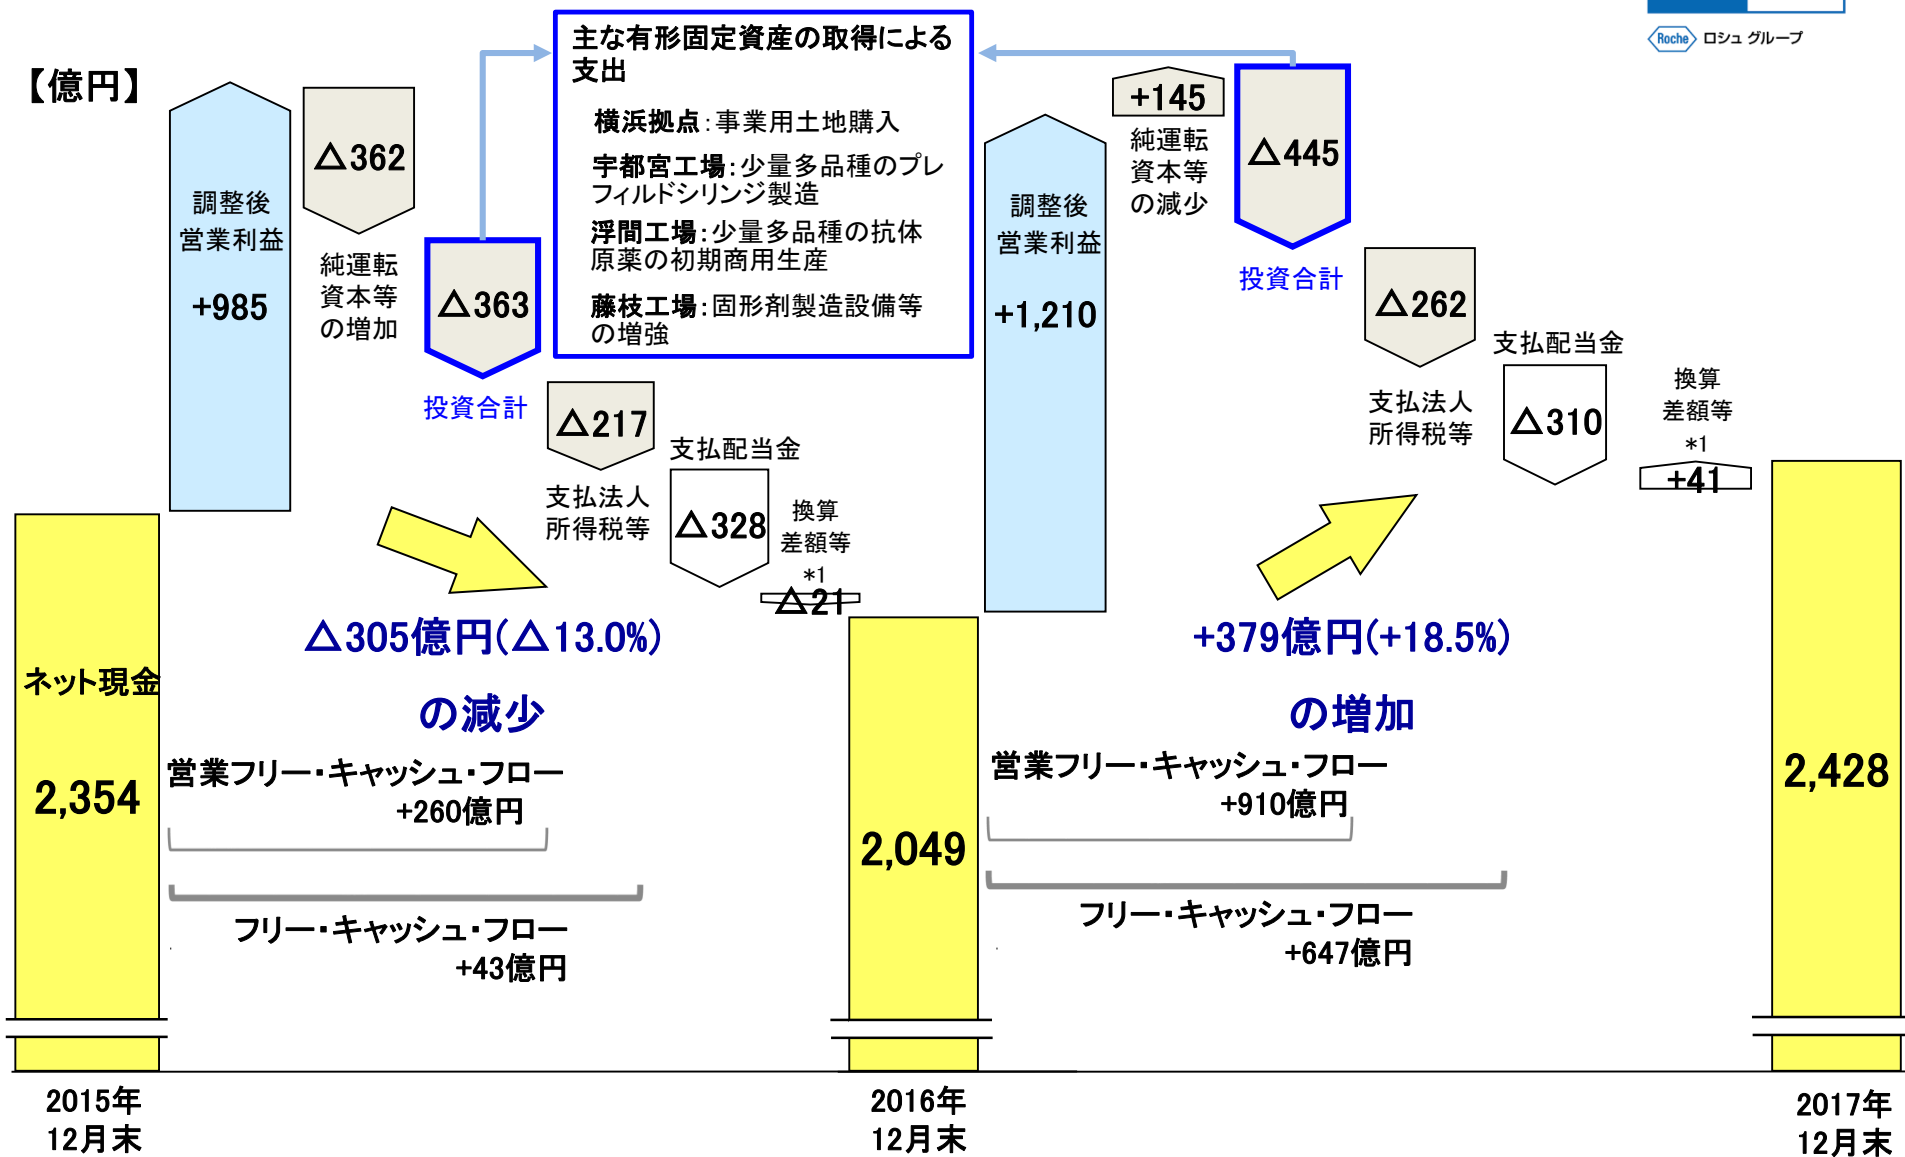 Roche ロシュ グループ
【億円】
主な有形固定資産の取得による
支出
横浜拠点：事業用土地購入
宇都宮工場：少量多品種のプレ
フィルドシリンジ製造
浮間工場：少量多品種の抗体
原薬の初期商用生産
藤枝工場：固形剤製造設備等
の増強
ネット現金
2,354
調整後
営業利益
+985
△362
純運転
資本等
の増加
△363
投資合計
△217
支払法人
所得税等
支払配当金
△328
換算
差額等
*1
△21
△305億円(△13.0%)
の減少
営業フリー・キャッシュ・フロー
+260億円
フリー・キャッシュ・フロー
+43億円
2,049
調整後
営業利益
+1,210
+145
純運転
資本等
の減少
△445
投資合計
△262
支払法人
所得税等
支払配当金
△310
換算
差額等
*1
+41
+379億円(+18.5%)
の増加
営業フリー・キャッシュ・フロー
+910億円
フリー・キャッシュ・フロー
+647億円
2,428
2015年
12月末
2016年
12月末
2017年
12月末